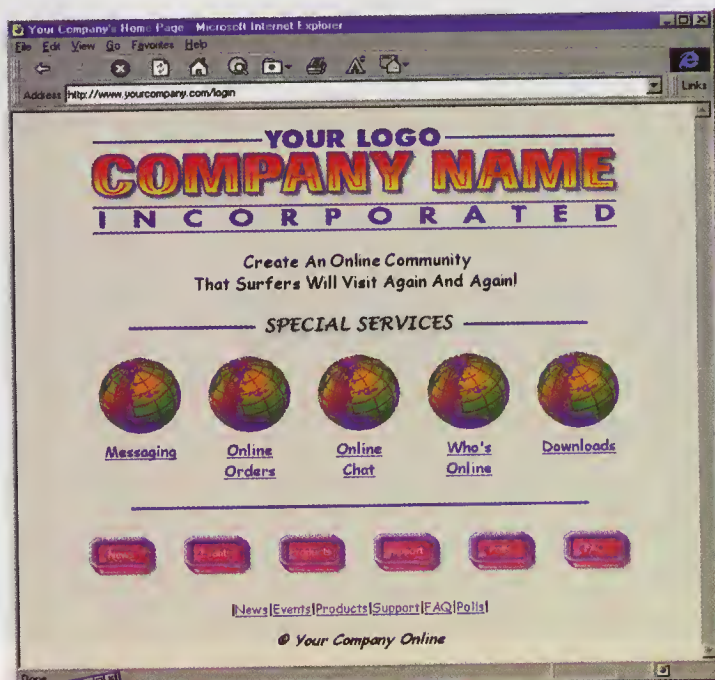 Your Company's Home Page - Microsoft Internet Explorer
File Edit View Go Favorites Help
Address http://www.yourcompany.com/login
Links
YOUR LOGO
COMPANY NAME
INCORPORATED
Create An Online Community
That Surfers Will Visit Again And Again!
SPECIAL SERVICES
Messaging
Online Orders
Online Chat
Who's Online
Downloads
News
|News|Events|Products|Support|FAQ|Polls|
© Your Company Online
Done